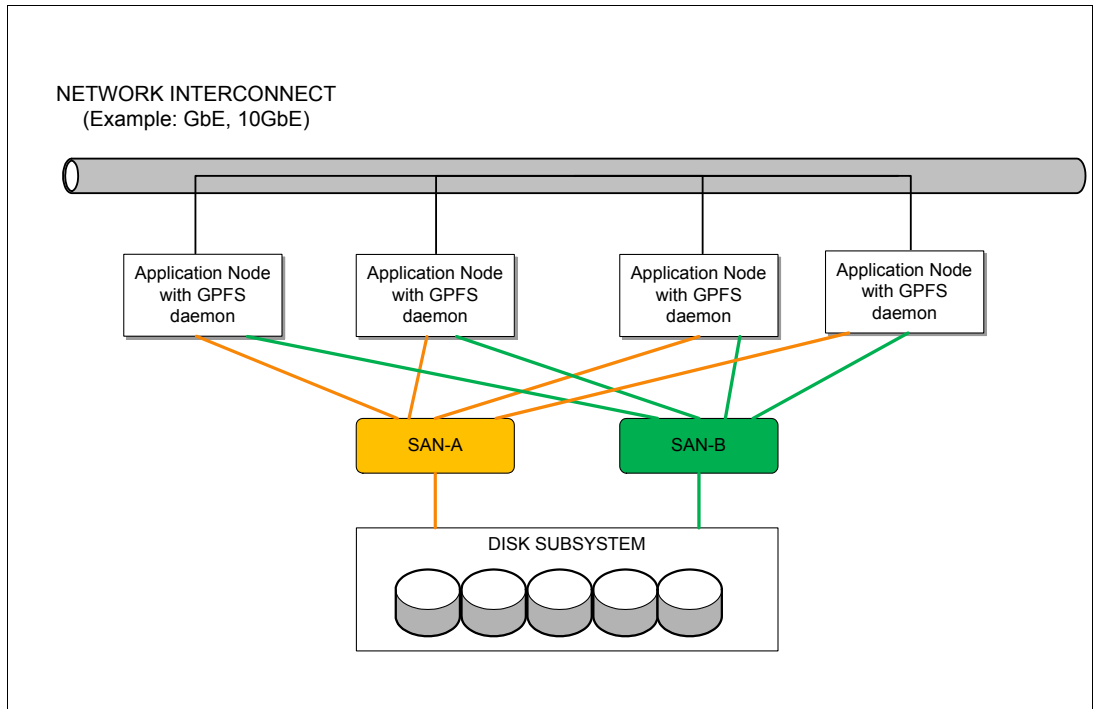 NETWORK INTERCONNECT
(Example: GbE, 10GbE)
Application Node
with GPFS
daemon
Application Node
with GPFS
daemon
Application Node
with GPFS
daemon
Application Node
with GPFS
daemon
SAN-A
SAN-B
DISK SUBSYSTEM